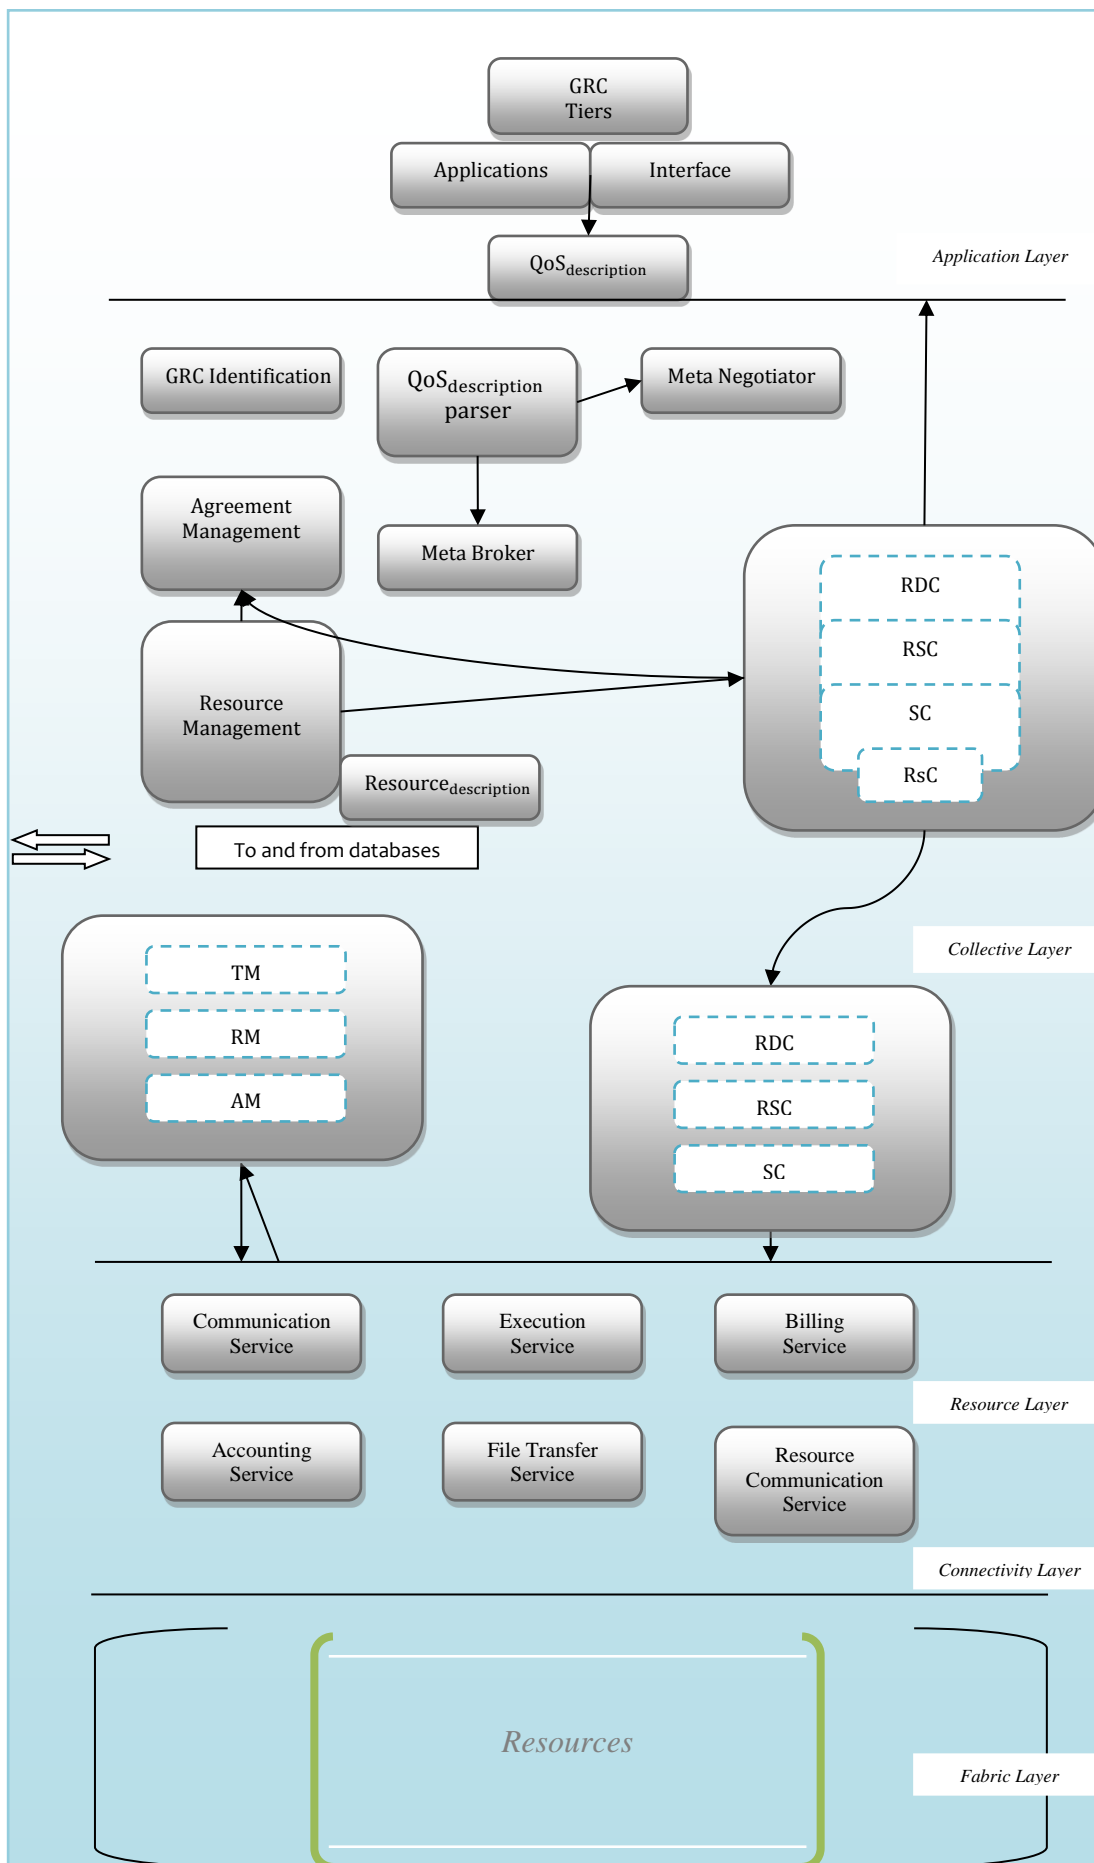 GRC
Tiers
Applications
Interface
QoSdescription
Application Layer
GRC Identification
QoSdescription
parser
Meta Negotiator
Agreement
Management
Meta Broker
RDC
RSC
SC
RsC
Resource
Management
Resourcedescription
To and from databases
Collective Layer
TM
RM
AM
RDC
RSC
SC
Communication
Service
Execution
Service
Billing
Service
Resource Layer
Accounting
Service
File Transfer
Service
Resource
Communication
Service
Connectivity Layer
Resources
Fabric Layer